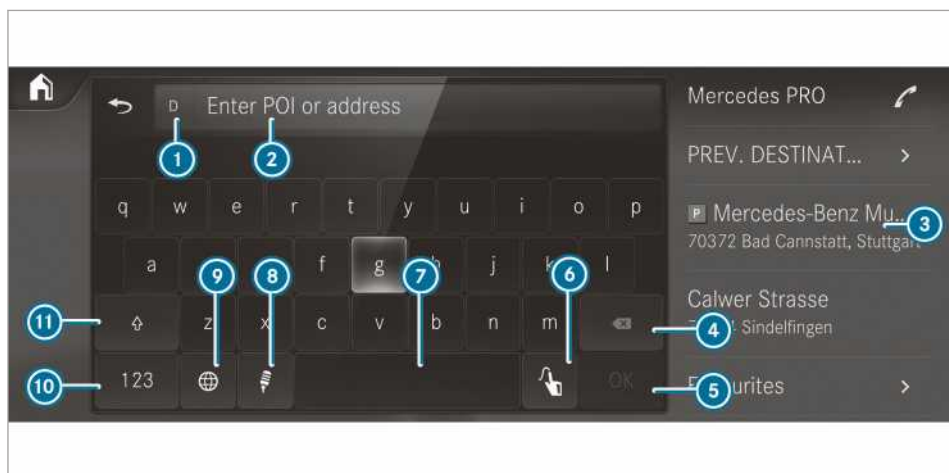 Mercedes PRO
D Enter POI or address
PREV. DESTINAT... >
1 2
q w e r t y u i o p
P Mercedes-Benz Mu..
3
70372 Bad Cannstatt, Stuttgart
a f g j l
9 8 7 6
Calwer Strasse
11 z x c v b n m
4 Sindelfingen
10 123 OK 5
>